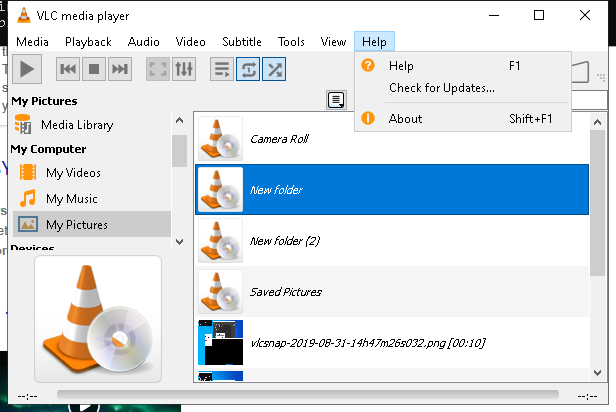 VLC media player
Media Playback Audio Video Subtitle Tools View Help
Help F1
Check for Updates...
About Shift+F1
My Pictures
Media Library
My Computer
My Videos
My Music
My Pictures
Devices
Camera Roll
New folder
New folder (2)
Saved Pictures
vlcsnap-2019-08-31-14h47m26s032.png [00:10]
--:-- --:--